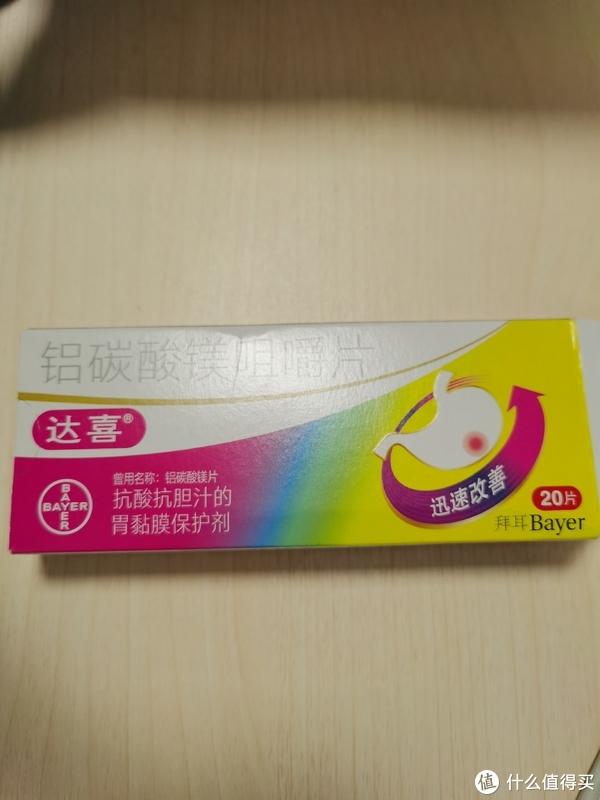 铝碳酸镁咀嚼片
达喜®
曾用名称：铝碳酸镁片
抗酸抗胆汁的
胃黏膜保护剂
BAYER
BAYER
迅速改善
20片
拜耳Bayer
值 什么值得买